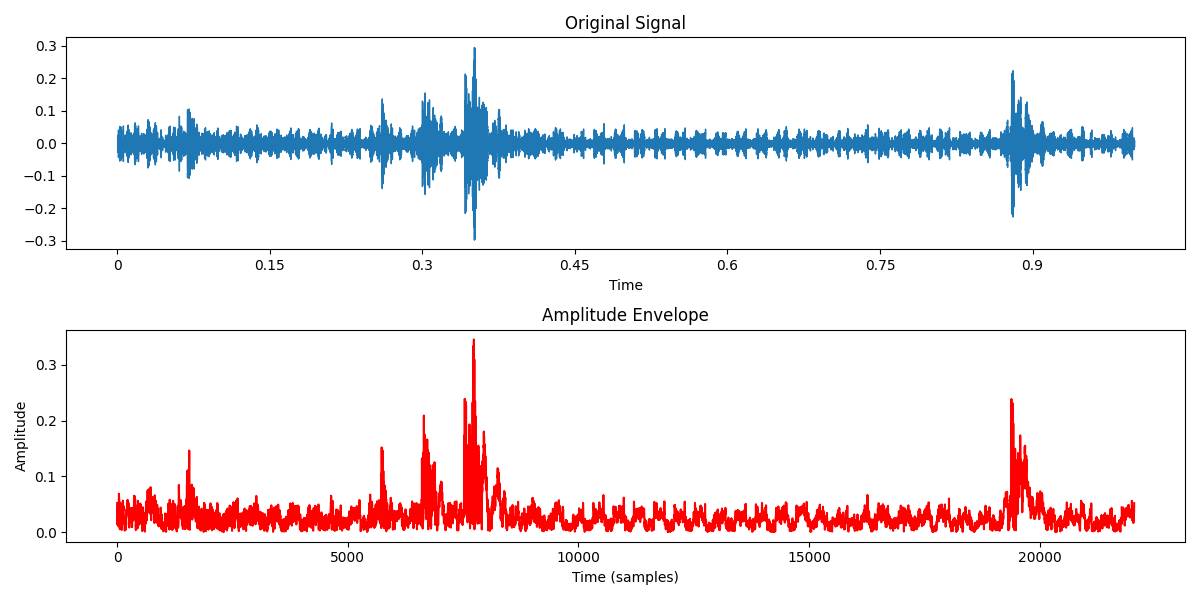 Original Signal
0.3
0.2
0.1
0.0
−0.1
−0.2
−0.3
0 0.15 0.3 0.45 0.6 0.75 0.9
Time
Amplitude Envelope
Amplitude
0.3
0.2
0.1
0.0
0 5000 10000 15000 20000
Time (samples)